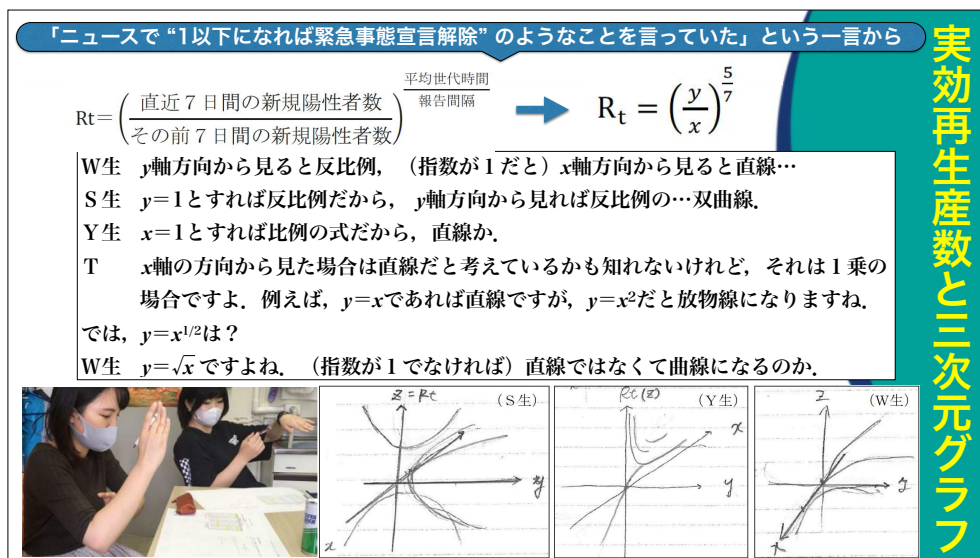 「ニュースで “1以下になれば緊急事態宣言解除” のようなことを言っていた」という一言から
実効再生産数と三次元グラフ
Rt=(直近７日間の新規陽性者数/その前７日間の新規陽性者数)^(平均世代時間/報告間隔)
R_t = (y/x)^(5/7)
W生 y軸方向から見ると反比例，（指数が１だと）x軸方向から見ると直線…
S生 y=1とすれば反比例だから， y軸方向から見れば反比例の…双曲線．
Y生 x=1とすれば比例の式だから，直線か．
T x軸の方向から見た場合は直線だと考えているかも知れないけれど，それは１乗の
場合ですよ．例えば，y=xであれば直線ですが，y=x²だと放物線になりますね．
では，y=x^{1/2}は？
W生 y=√x ですよね．（指数が１でなければ）直線ではなくて曲線になるのか．
z=Rt
（S生）
x
Rt(z)
（Y生）
x
y
z
（W生）
y
x